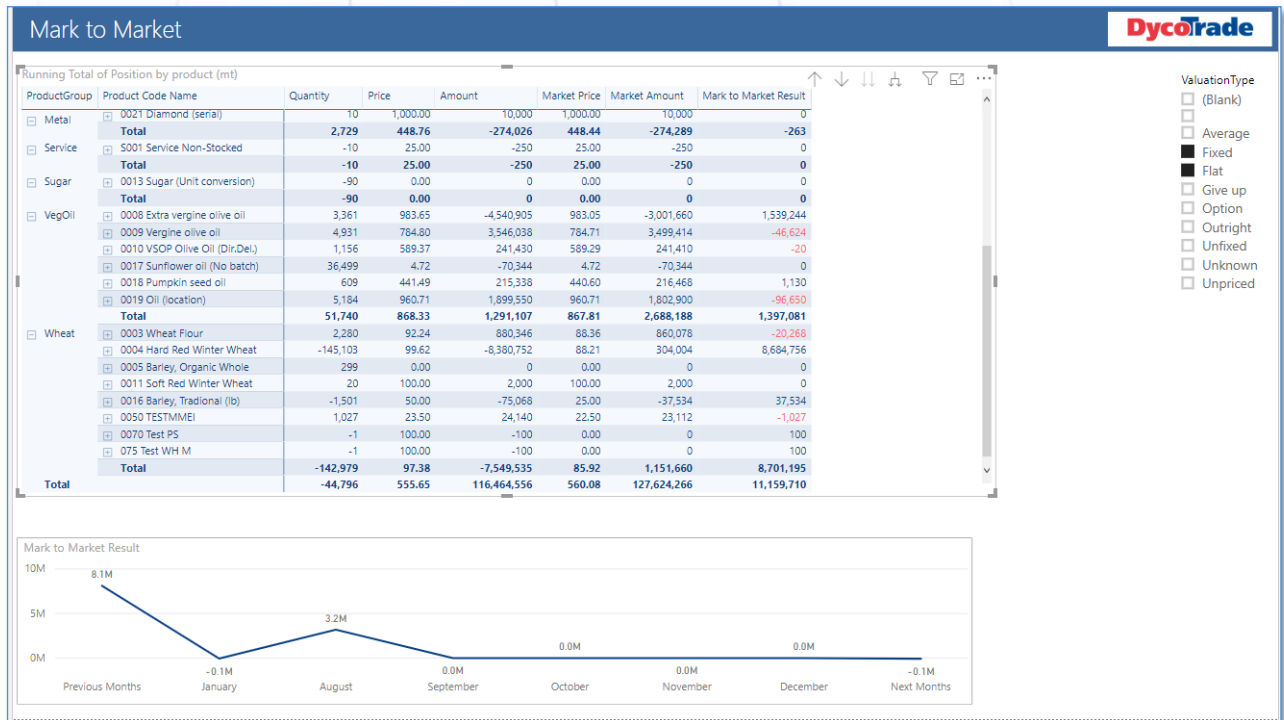 Mark to Market
DycoTrade
Running Total of Position by product (mt)
ProductGroup Product Code Name Quantity Price Amount Market Price Market Amount Mark to Market Result
Metal 0021 Diamond (serial) 10 1,000.00 10,000 1,000.00 10,000 0
Total 2,729 448.76 -274,026 448.44 -274,289 -263
Service S001 Service Non-Stocked -10 25.00 -250 25.00 -250 0
Total -10 25.00 -250 25.00 -250 0
Sugar 0013 Sugar (Unit conversion) -90 0.00 0 0.00 0 0
Total -90 0.00 0 0.00 0 0
VegOil 0008 Extra vergine olive oil 3,361 983.65 -4,540,905 983.05 -3,001,660 1,539,244
0009 Vergine olive oil 4,931 784.80 3,546,038 784.71 3,499,414 -46,624
0010 VSOP Olive Oil (Dir.Del.) 1,156 589.37 241,430 589.29 241,410 -20
0017 Sunflower oil (No batch) 36,499 4.72 -70,344 4.72 -70,344 0
0018 Pumpkin seed oil 609 441.49 215,338 440.60 216,468 1,130
0019 Oil (location) 5,184 960.71 1,899,550 960.71 1,802,900 -96,650
Total 51,740 868.33 1,291,107 867.81 2,688,188 1,397,081
Wheat 0003 Wheat Flour 2,280 92.24 880,346 88.36 860,078 -20,268
0004 Hard Red Winter Wheat -145,103 99.62 -8,380,752 88.21 304,004 8,684,756
0005 Barley, Organic Whole 299 0.00 0 0.00 0 0
0011 Soft Red Winter Wheat 20 100.00 2,000 100.00 2,000 0
0016 Barley, Tradional (lb) -1,501 50.00 -75,068 25.00 -37,534 37,534
0050 TESTMMEI 1,027 23.50 24,140 22.50 23,112 -1,027
0070 Test PS -1 100.00 -100 0.00 0 100
075 Test WH M -1 100.00 -100 0.00 0 100
Total -142,979 97.38 -7,549,535 85.92 1,151,660 8,701,195
Total -44,796 555.65 116,464,556 560.08 127,624,266 11,159,710
ValuationType
(Blank)
Average
Fixed
Flat
Give up
Option
Outright
Unfixed
Unknown
Unpriced
Mark to Market Result
10M
8.1M
5M
3.2M
0M
0.0M 0.0M
-0.1M 0.0M 0.0M -0.1M
Previous Months January August September October November December Next Months